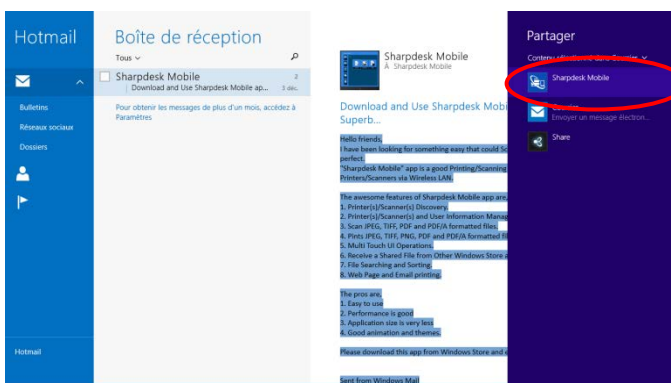 Hotmail
Bulletins
Réseaux sociaux
Dossiers
Hotmail
Boîte de réception
Tous
Sharpdesk Mobile 2
Download and Use Sharpdesk Mobile ap... 3 déc.
Pour obtenir les messages de plus d'un mois, accédez à
Paramètres
Sharpdesk Mobile
À Sharpdesk Mobile
Download and Use Sharpdesk Mobi
Superb...
Hello friends,
I have been looking for something easy that could Sc
perfect.
"Sharpdesk Mobile" app is a good Printing/Scanning
Printers/Scanners via Wireless LAN.
The awesome features of Sharpdesk Mobile app are,
1. Printer(s)/Scanner(s) Discovery.
2. Printer(s)/Scanner(s) and User Information Manag
3. Scan JPEG, TIFF, PDF and PDF/A formatted files.
4. Pints JPEG, TIFF, PNG, PDF and PDF/A formatted fil
5. Multi Touch UI Operations.
6. Receive a Shared File from Other Windows Store a
7. File Searching and Sorting.
8. Web Page and Email printing.
The pros are,
1. Easy to use
2. Performance is good
3. Application size is very less
4. Good animation and themes.
Please download this app from Windows Store and e
Sent from Windows Mail
Partager
Contenu sélectionné dans Courrier
Sharpdesk Mobile
Courrier
Envoyer un message électron...
Share